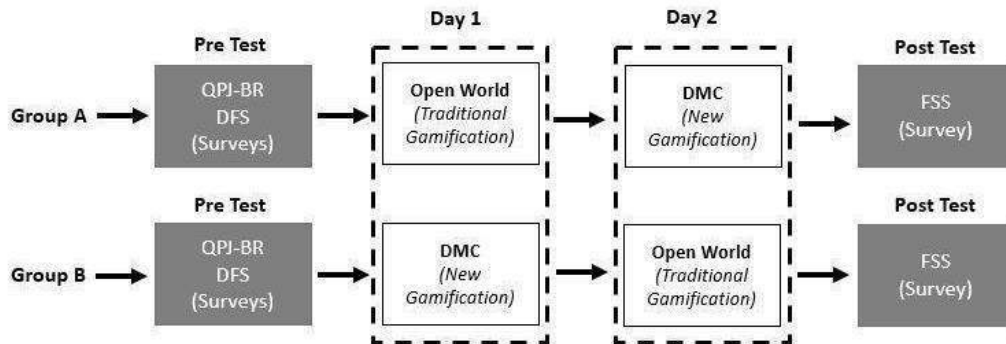 Day 1
Day 2
Pre Test
Post Test
Group A
QPJ-BR
DFS
(Surveys)
Open World
(Traditional
Gamification)
DMC
(New
Gamification)
FSS
(Survey)
Pre Test
Post Test
Group B
QPJ-BR
DFS
(Surveys)
DMC
(New
Gamification)
Open World
(Traditional
Gamification)
FSS
(Survey)